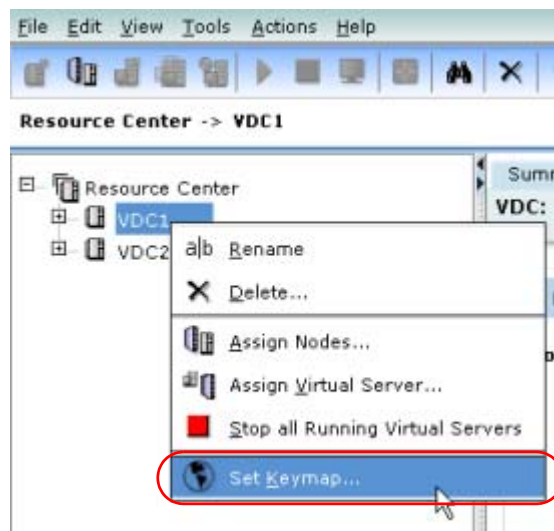 File Edit View Tools Actions Help
Resource Center -> VDC1
Resource Center
VDC1
VDC2
VDC:
a|b Rename
Delete...
Assign Nodes...
Assign Virtual Server...
Stop all Running Virtual Servers
Set Keymap...